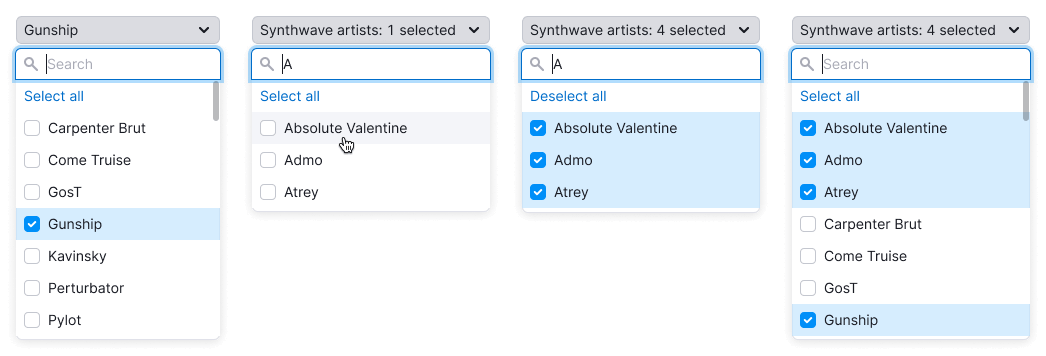 Gunship
Search
Select all
Carpenter Brut
Come Truise
GosT
Gunship
Kavinsky
Perturbator
Pylot
Synthwave artists: 1 selected
A
Select all
Absolute Valentine
Admo
Atrey
Synthwave artists: 4 selected
A
Deselect all
Absolute Valentine
Admo
Atrey
Synthwave artists: 4 selected
Search
Select all
Absolute Valentine
Admo
Atrey
Carpenter Brut
Come Truise
GosT
Gunship